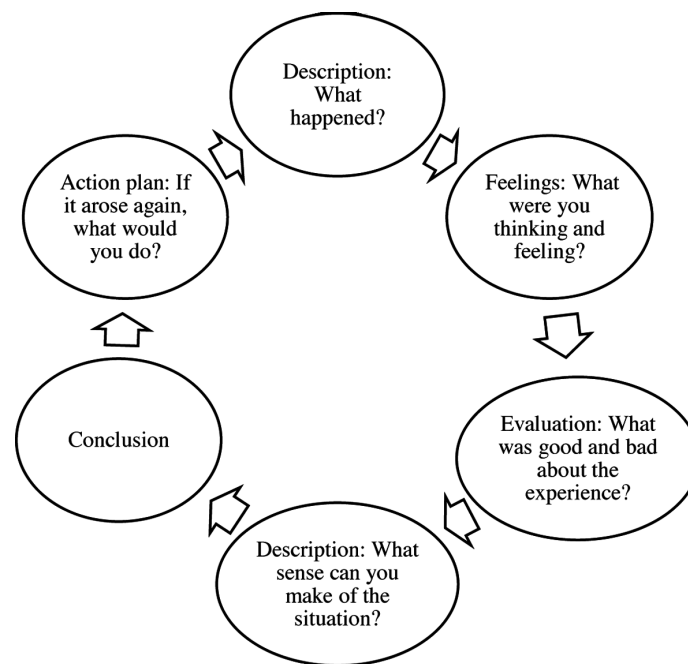 Description:
What
happened?
Feelings: What
were you
thinking and
feeling?
Evaluation: What
was good and bad
about the
experience?
Description: What
sense can you
make of the
situation?
Conclusion
Action plan: If
it arose again,
what would
you do?